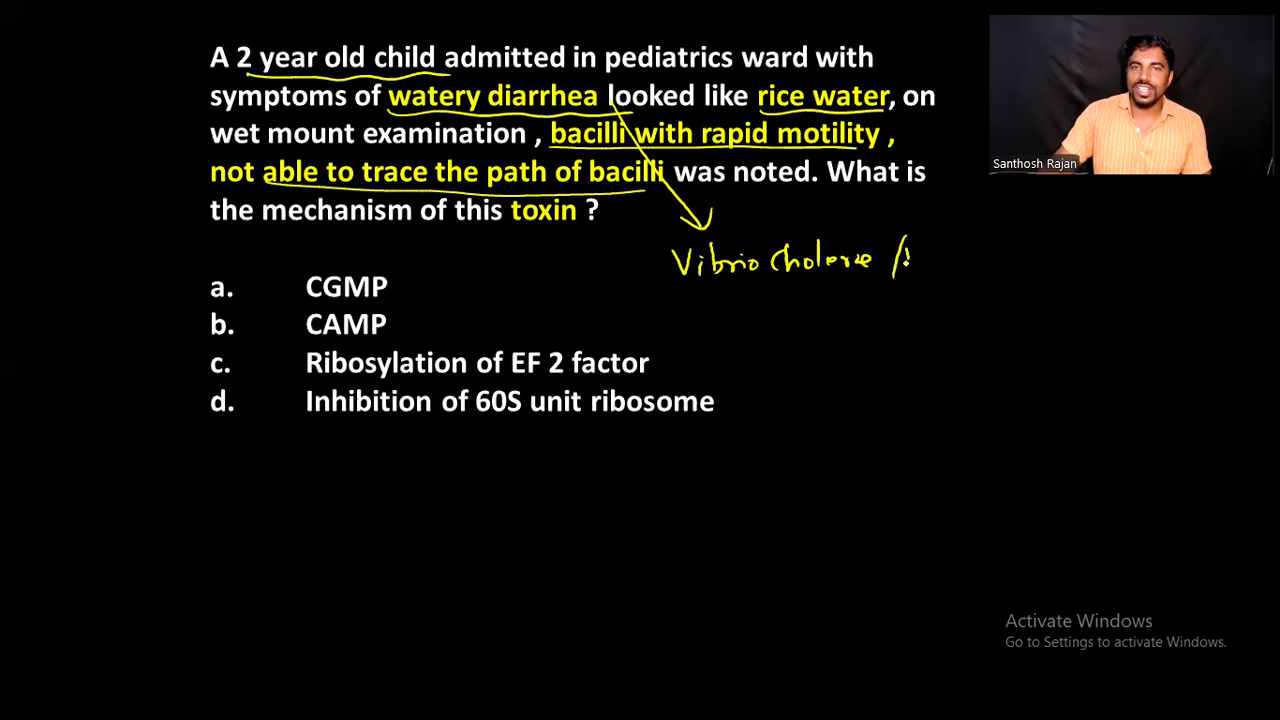 A 2 year old child admitted in pediatrics ward with
symptoms of watery diarrhea looked like rice water, on
wet mount examination , bacilli with rapid motility ,
not able to trace the path of bacilli was noted. What is
the mechanism of this toxin ?
Vibrio Cholerae /
a. CGMP
b. CAMP
c. Ribosylation of EF 2 factor
d. Inhibition of 60S unit ribosome
Santhosh Rajan
Activate Windows
Go to Settings to activate Windows.